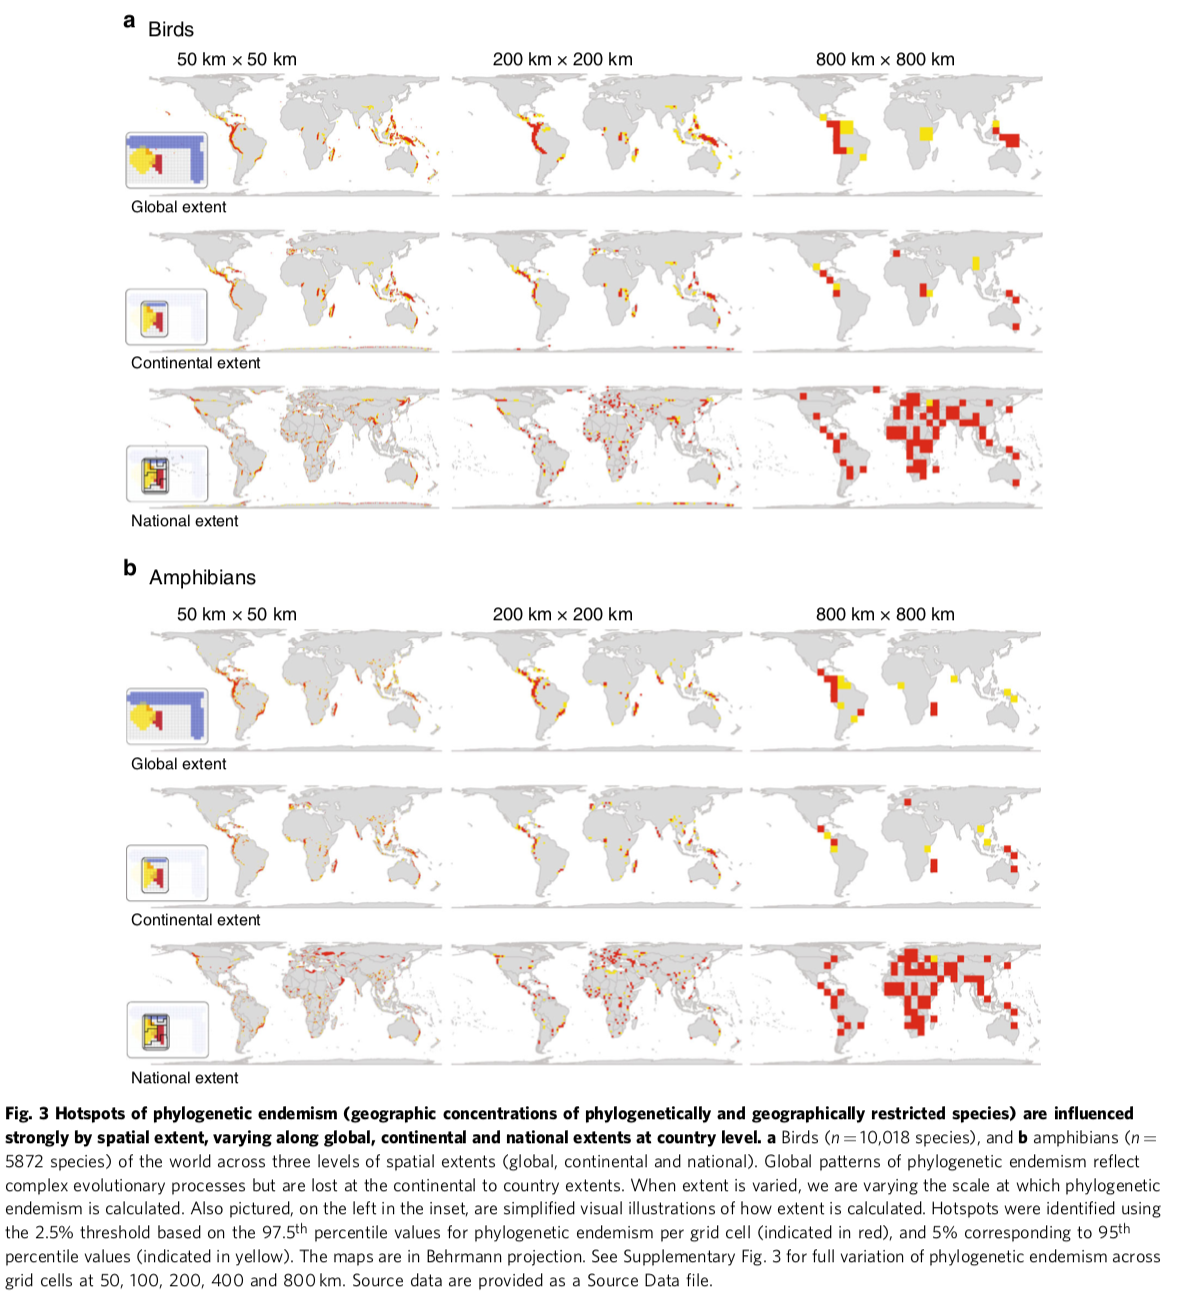 a Birds
50 km × 50 km 200 km × 200 km 800 km × 800 km
Global extent
Continental extent
National extent
b Amphibians
50 km × 50 km 200 km × 200 km 800 km × 800 km
Global extent
Continental extent
National extent
Fig. 3 Hotspots of phylogenetic endemism (geographic concentrations of phylogenetically and geographically restricted species) are influenced
strongly by spatial extent, varying along global, continental and national extents at country level. a Birds (n = 10,018 species), and b amphibians (n =
5872 species) of the world across three levels of spatial extents (global, continental and national). Global patterns of phylogenetic endemism reflect
complex evolutionary processes but are lost at the continental to country extents. When extent is varied, we are varying the scale at which phylogenetic
endemism is calculated. Also pictured, on the left in the inset, are simplified visual illustrations of how extent is calculated. Hotspots were identified using
the 2.5% threshold based on the 97.5th percentile values for phylogenetic endemism per grid cell (indicated in red), and 5% corresponding to 95th
percentile values (indicated in yellow). The maps are in Behrmann projection. See Supplementary Fig. 3 for full variation of phylogenetic endemism across
grid cells at 50, 100, 200, 400 and 800 km. Source data are provided as a Source Data file.